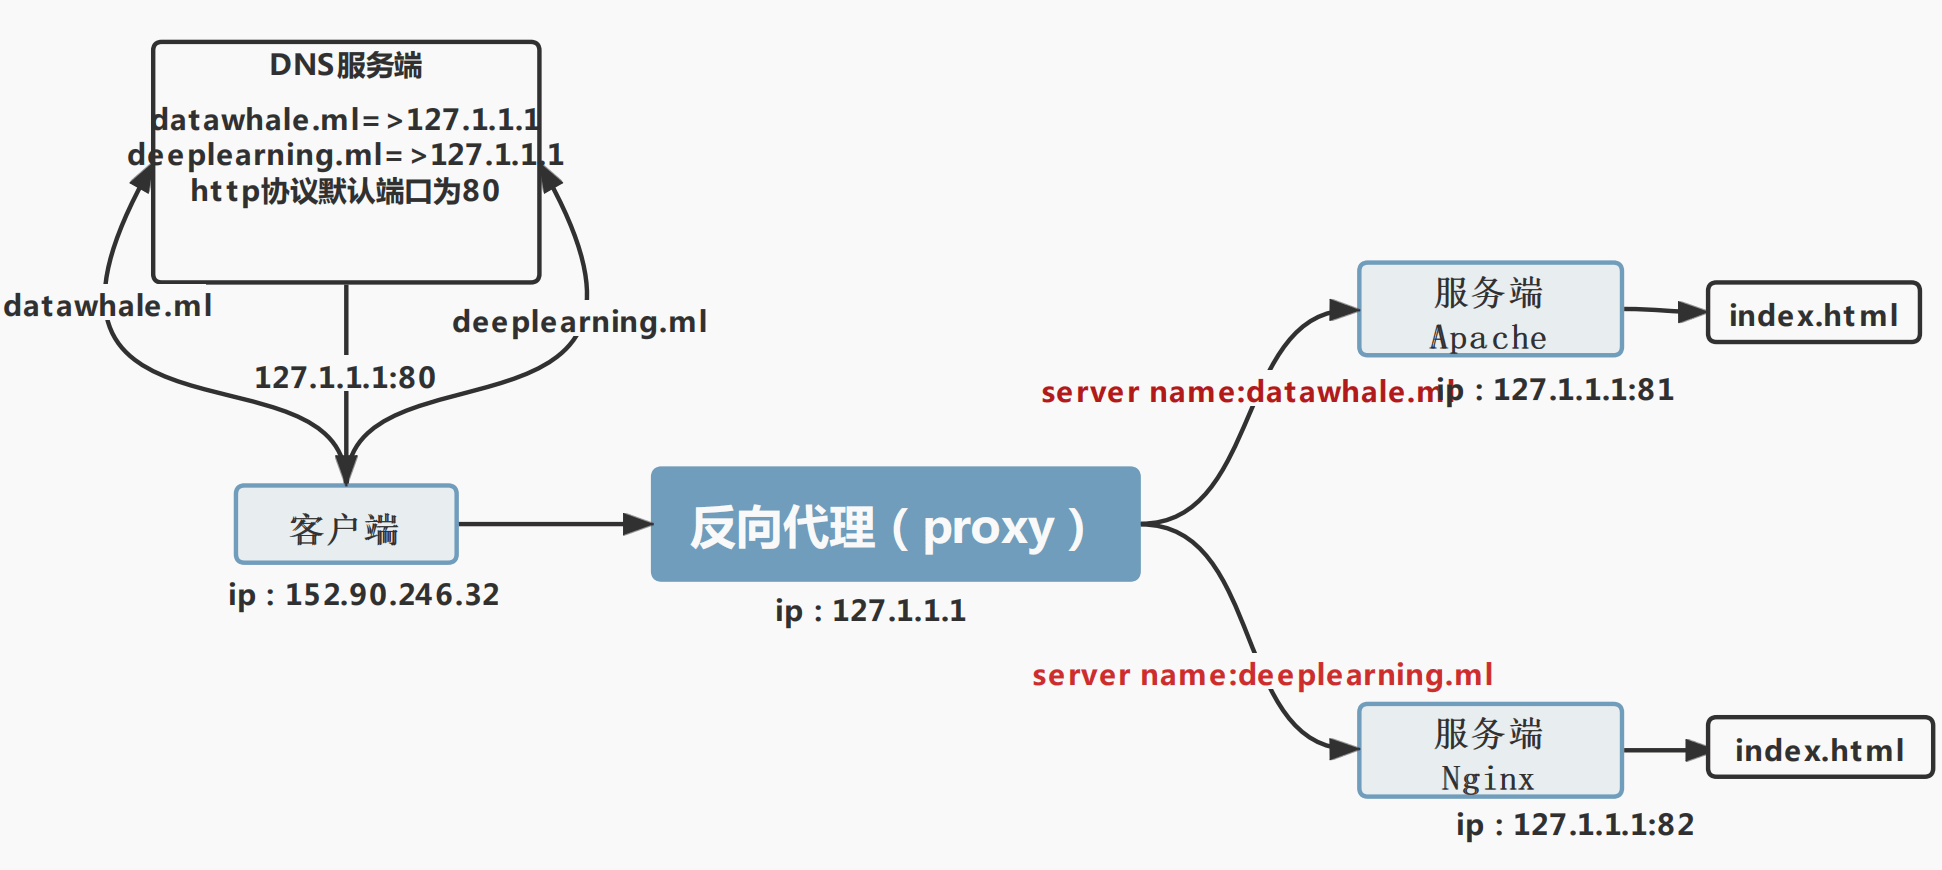 DNS服务端
datawhale.ml=>127.1.1.1
deeplearning.ml=>127.1.1.1
http协议默认端口为80
datawhale.ml
deeplearning.ml
127.1.1.1:80
客户端
ip：152.90.246.32
反向代理（proxy）
ip：127.1.1.1
server name:datawhale.ml
服务端
Apache
ip：127.1.1.1:81
index.html
server name:deeplearning.ml
服务端
Nginx
ip：127.1.1.1:82
index.html